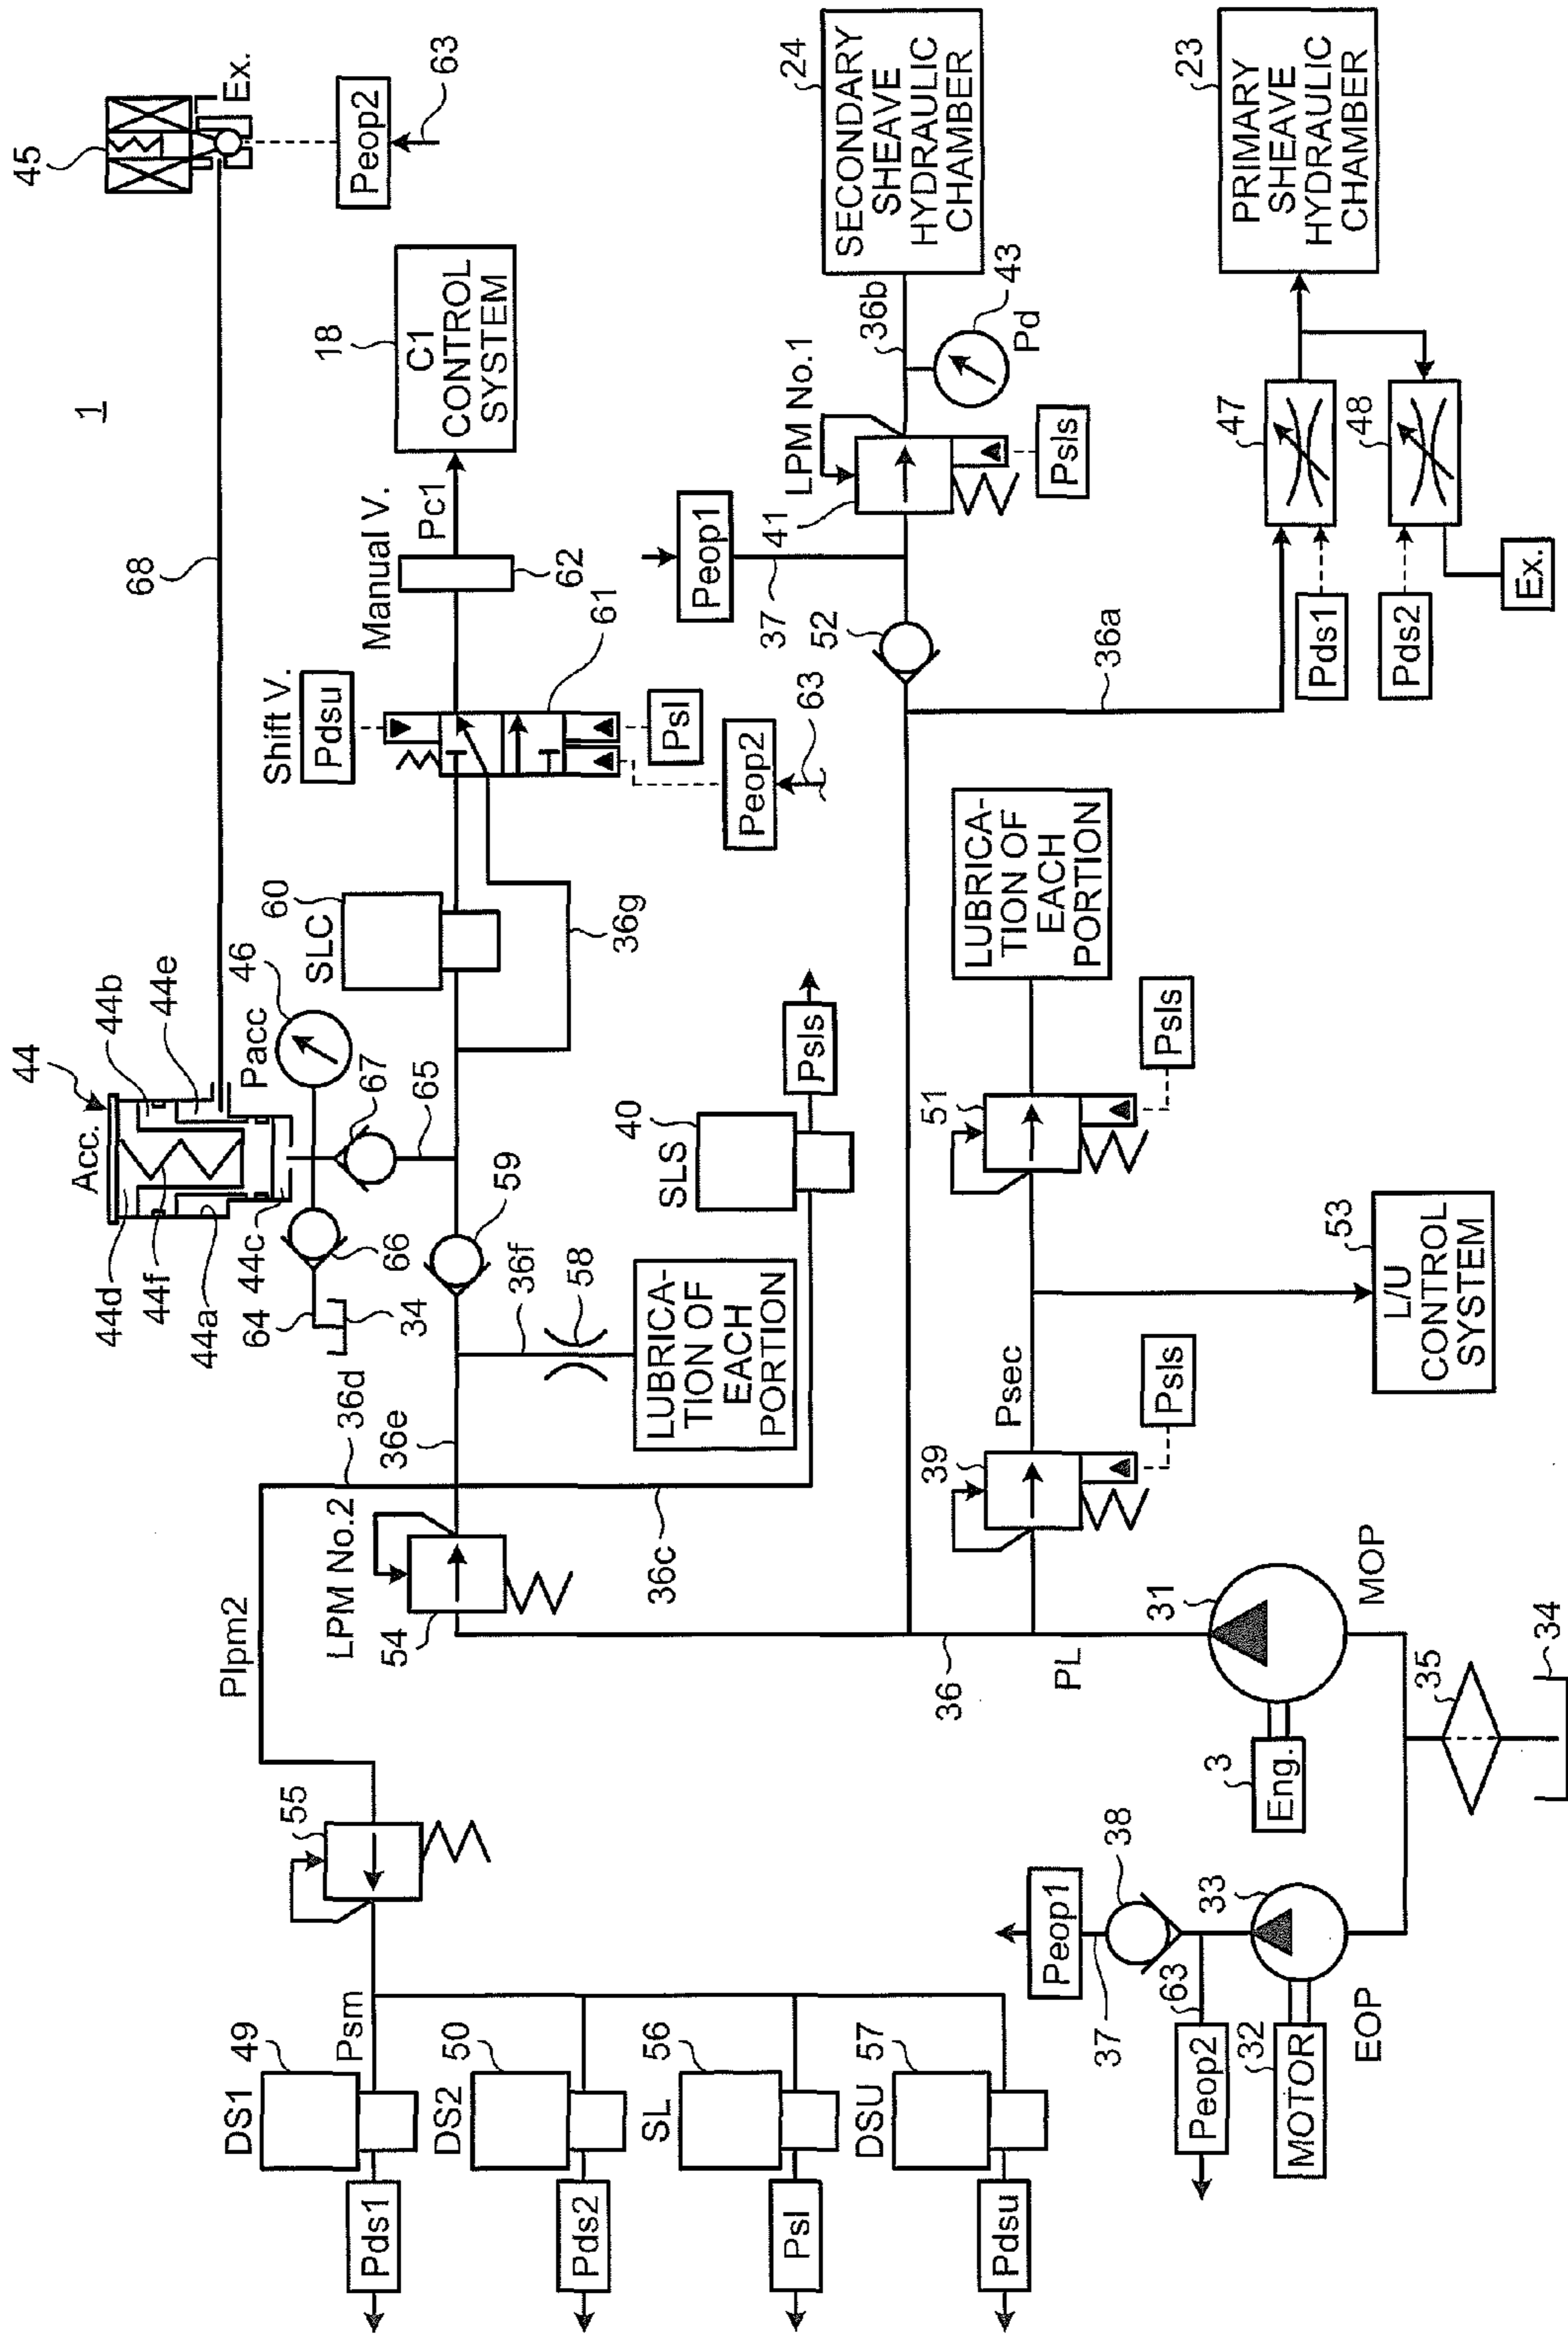 1
45
Ex.
Peop2
63
68
44
Acc.
44b
44e
44d
44f
44a
44c
Pacc
46
67
65
66
64
34
18
C1
CONTROL
SYSTEM
Pc1
Manual V.
62
Shift V.
Pdsu
61
Psl
Peop2
63
60
SLC
36g
59
36f
58
LUBRICA-
TION OF
EACH
PORTION
36d
36e
36c
LPM No.2
54
Plpm2
55
40
SLS
Psls
24
SECONDARY
SHEAVE
HYDRAULIC
CHAMBER
36b
43
Pd
LPM No.1
41
Psls
Peop1
37
52
36a
23
PRIMARY
SHEAVE
HYDRAULIC
CHAMBER
47
48
Pds1
Pds2
Ex.
LUBRICA-
TION OF
EACH
PORTION
51
Psls
53
L/U
CONTROL
SYSTEM
Psec
39
Psls
36
PL
31
MOP
3
Eng.
35
34
33
EOP
32
MOTOR
38
37
Peop1
63
Peop2
Psm
49
DS1
Pds1
50
DS2
Pds2
56
SL
Psl
57
DSU
Pdsu